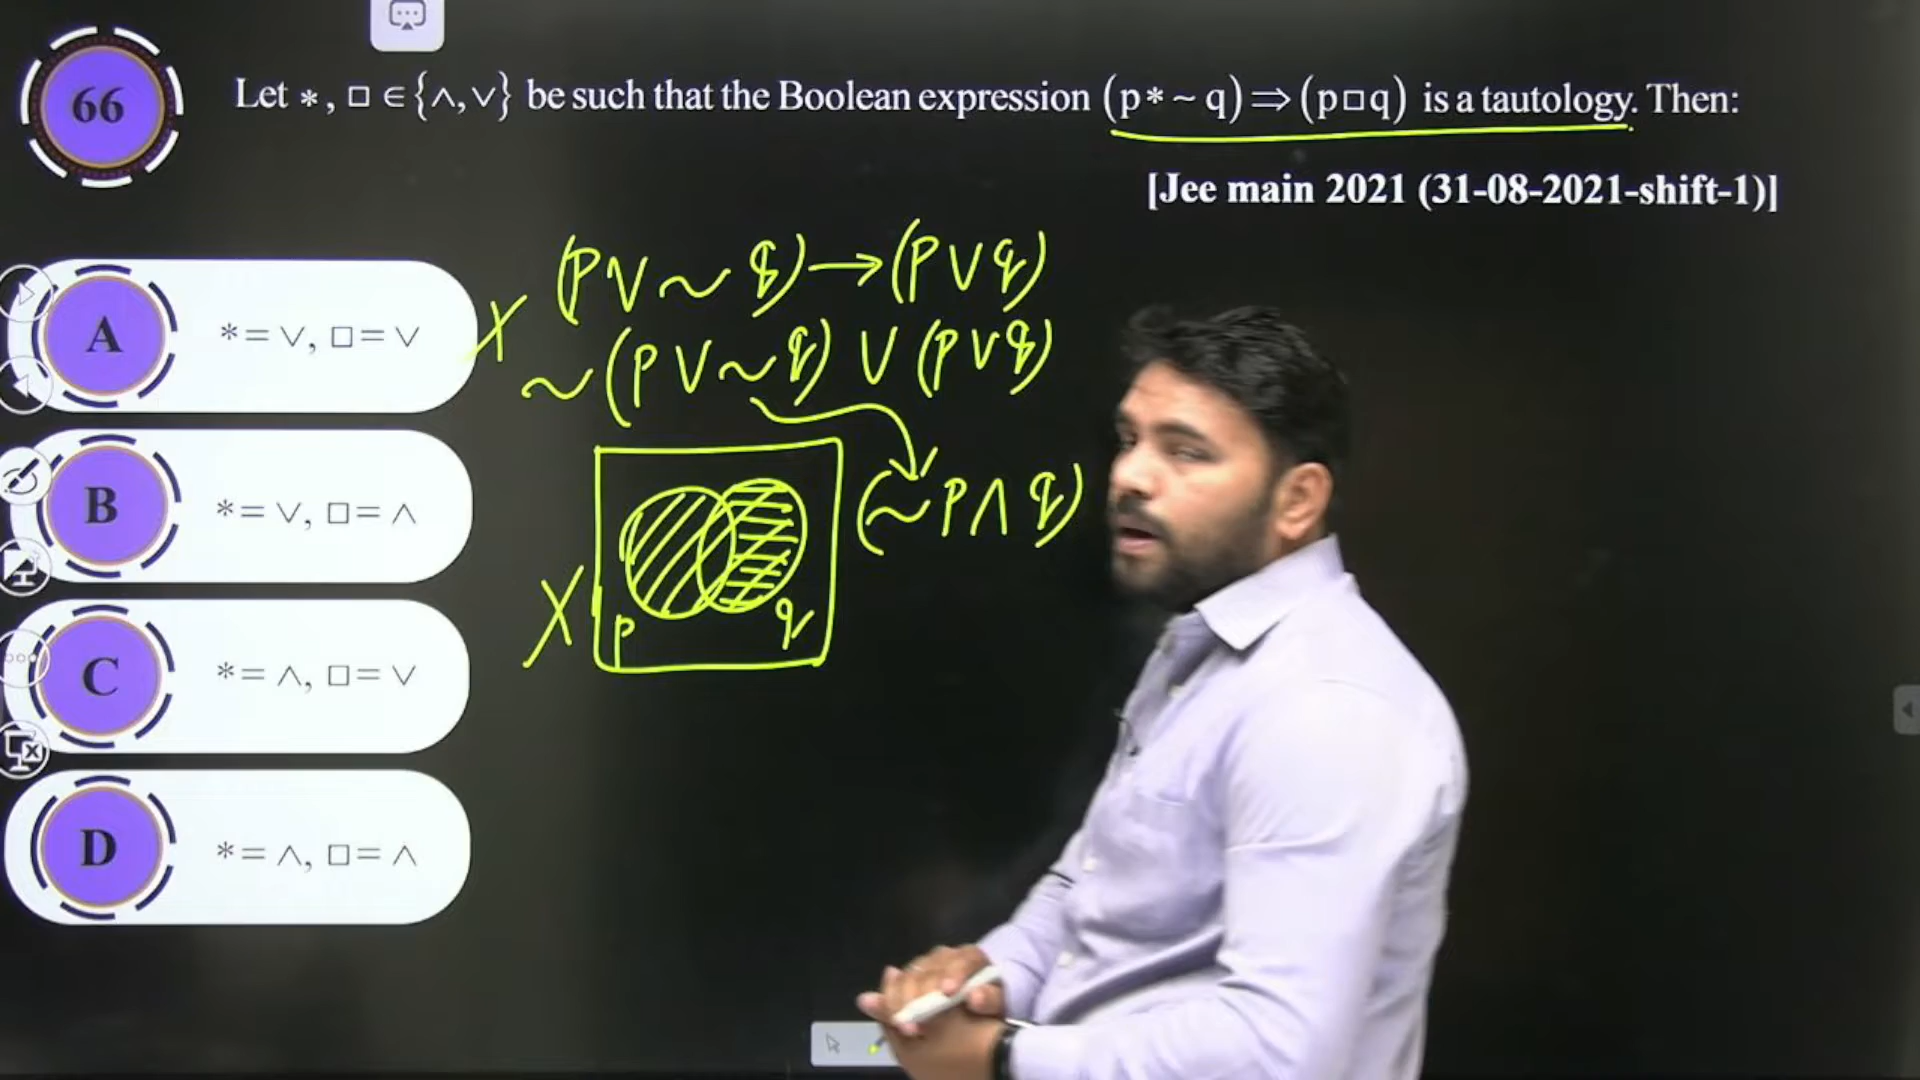 66
Let *, □ ∈ {∧, ∨} be such that the Boolean expression (p * ~ q) ⇒ (p □ q) is a tautology. Then:
[Jee main 2021 (31-08-2021-shift-1)]
A * = ∨, □ = ∨
B * = ∨, □ = ∧
C * = ∧, □ = ∨
D * = ∧, □ = ∧
X (P ∨ ~ q) → (P ∨ q)
~ (P ∨ ~ q) ∨ (P ∨ q)
(~ P ∧ q)
X
P q